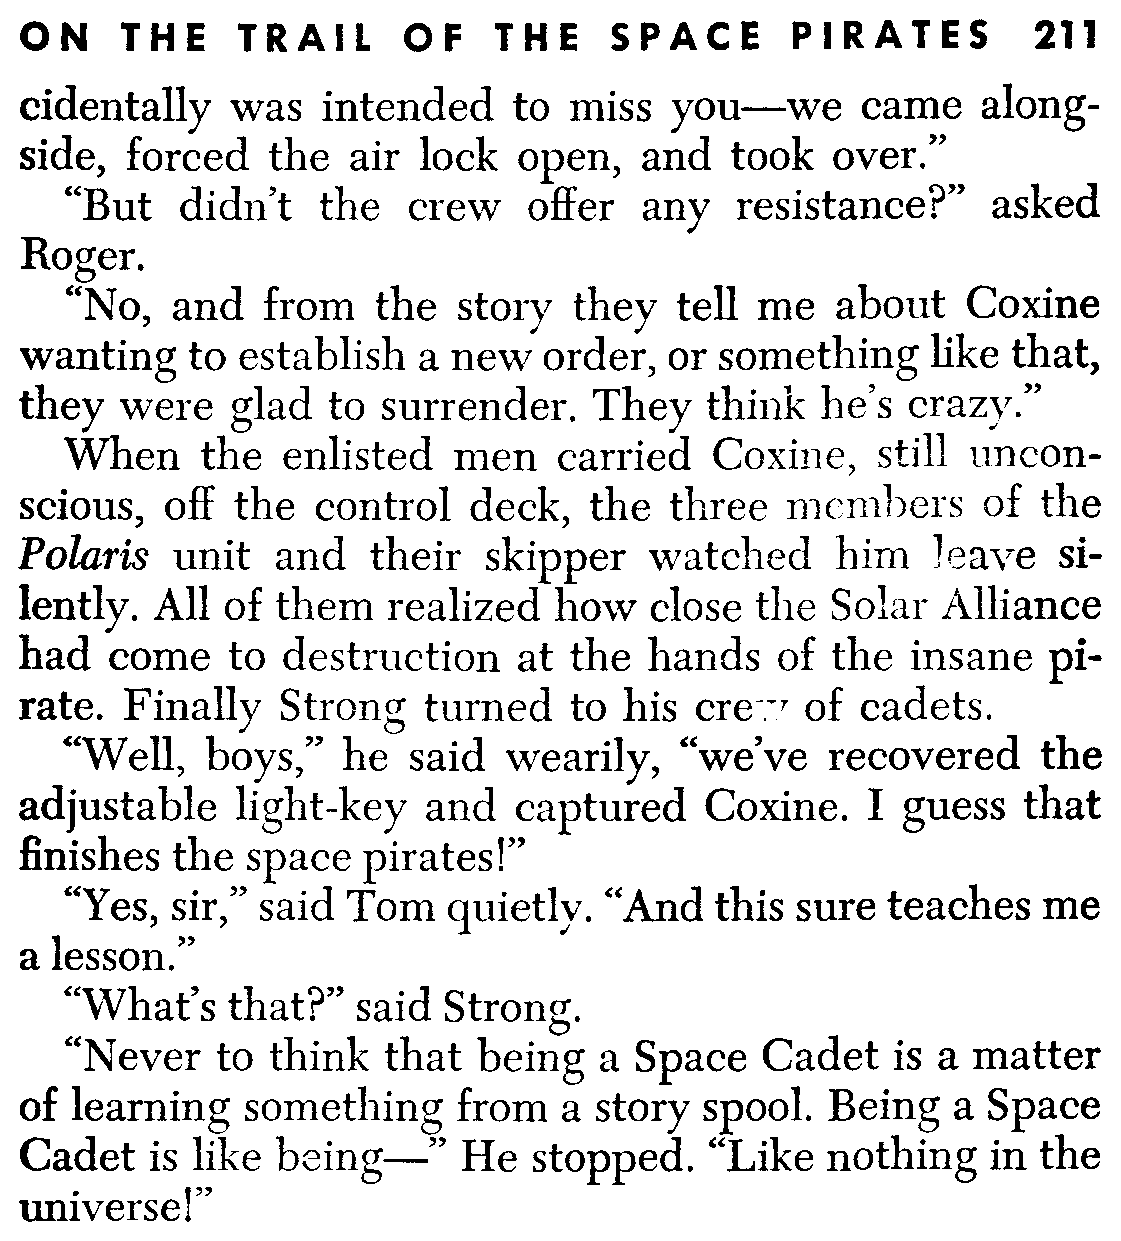 ON THE TRAIL OF THE SPACE PIRATES 211
cidentally was intended to miss you—we came along-
side, forced the air lock open, and took over.”
“But didn’t the crew offer any resistance?” asked
Roger.
“No, and from the story they tell me about Coxine
wanting to establish a new order, or something like that,
they were glad to surrender. They think he’s crazy.”
When the enlisted men carried Coxine, still uncon-
scious, off the control deck, the three members of the
Polaris unit and their skipper watched him leave si-
lently. All of them realized how close the Solar Alliance
had come to destruction at the hands of the insane pi-
rate. Finally Strong turned to his crew of cadets.
“Well, boys,” he said wearily, “we’ve recovered the
adjustable light-key and captured Coxine. I guess that
finishes the space pirates!”
“Yes, sir,” said Tom quietly. “And this sure teaches me
a lesson.”
“What’s that?” said Strong.
“Never to think that being a Space Cadet is a matter
of learning something from a story spool. Being a Space
Cadet is like being—” He stopped. “Like nothing in the
universe!”